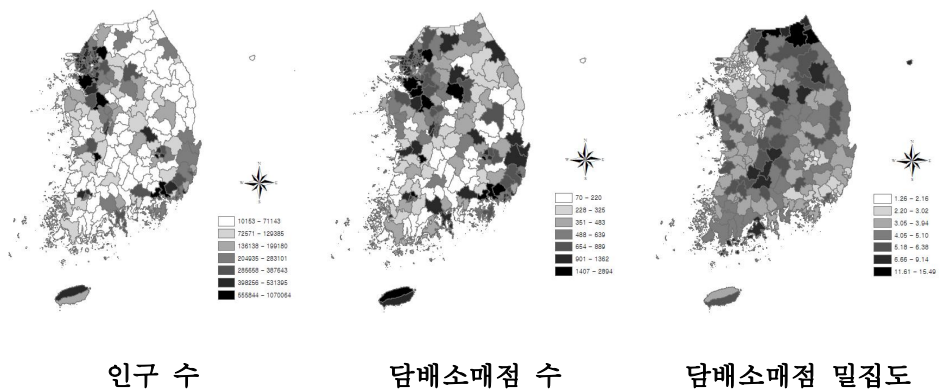 10153 - 71143
72571 - 129385
136138 - 199180
204935 - 283101
285658 - 387643
398256 - 531395
555844 - 1070064
70 - 220
228 - 325
351 - 483
488 - 639
654 - 889
901 - 1362
1407 - 2894
1.26 - 2.16
2.20 - 3.02
3.05 - 3.94
4.05 - 5.10
5.18 - 6.38
6.66 - 9.14
11.51 - 15.49
인구 수
담배소매점 수
담배소매점 밀집도